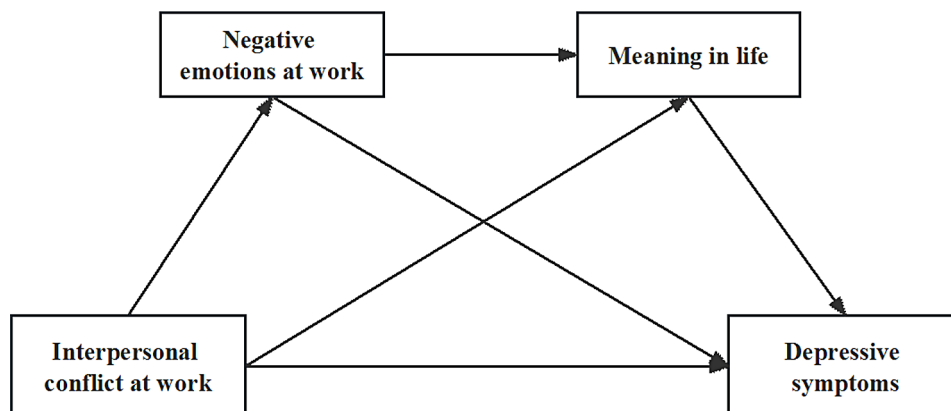 Negative
emotions at work
Meaning in life
Interpersonal
conflict at work
Depressive
symptoms